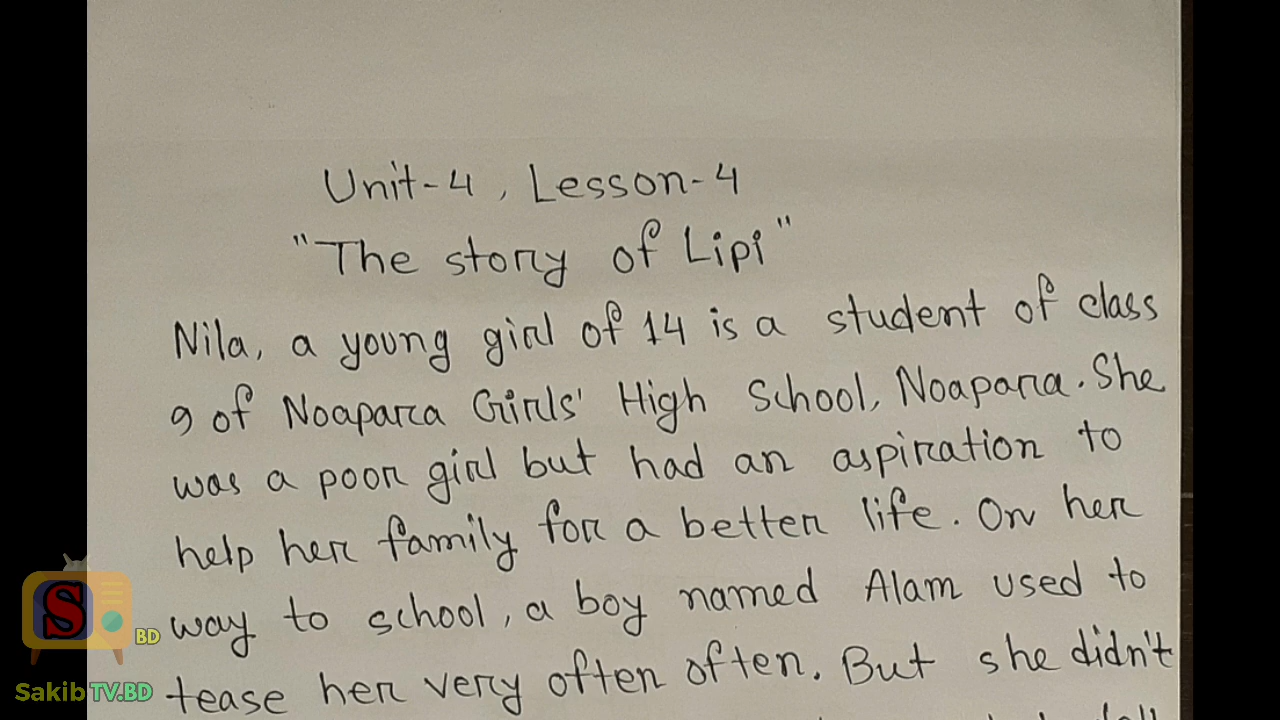 Unit-4, Lesson-4
"The story of Lipi"
Nila, a young girl of 14 is a student of class
9 of Noapara Girls' High School, Noapara. She
was a poor girl but had an aspiration to
help her family for a better life. On her
way to school, a boy named Alam used to
tease her very often often. But she didn't
S
BD
Sakib TV.BD